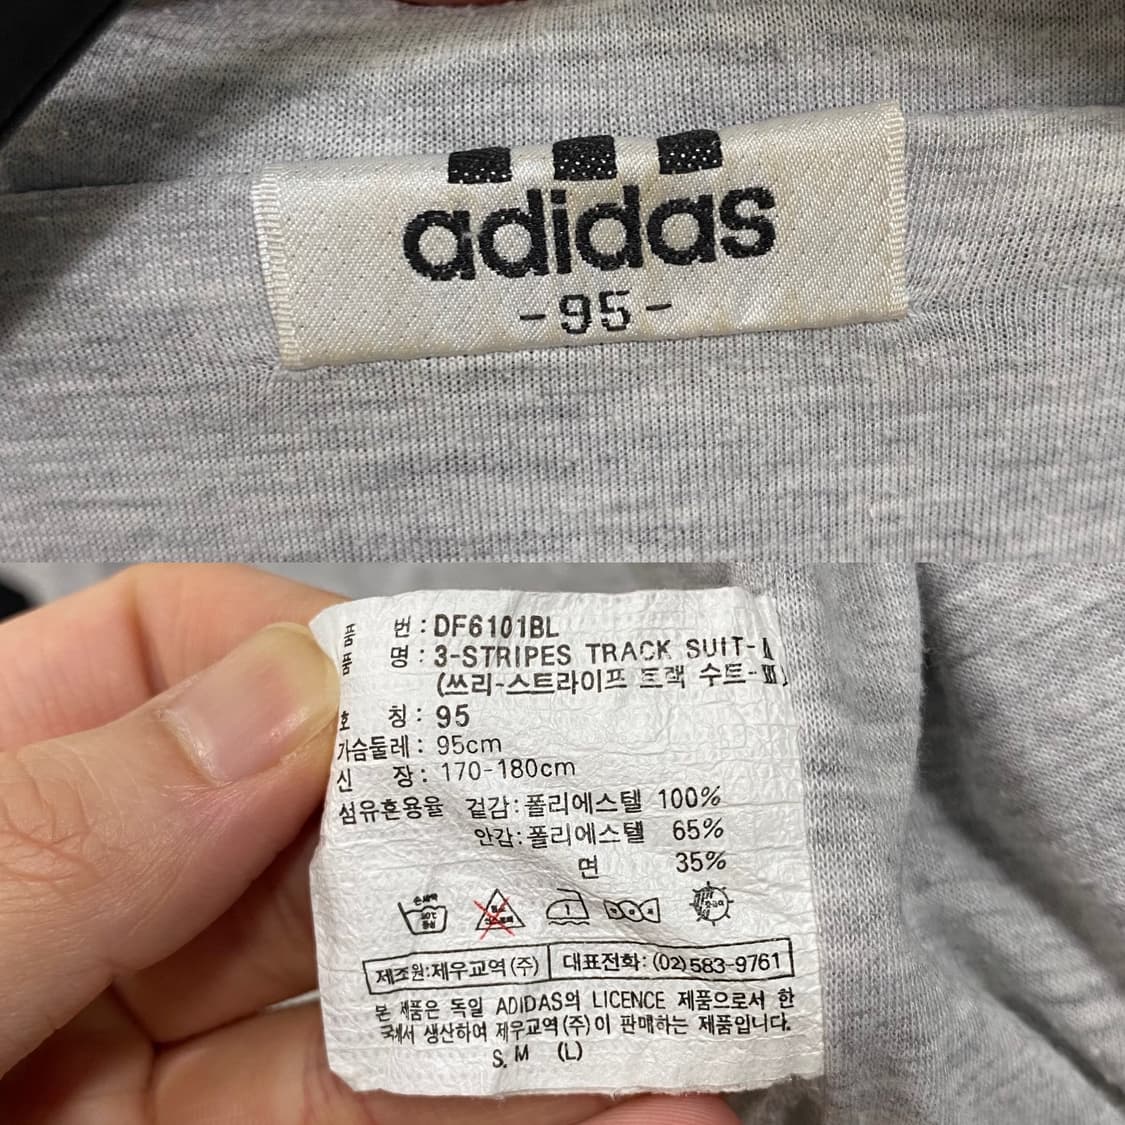 adidas
-95-
품 번 : DF6101BL
품 명 : 3-STRIPES TRACK SUIT-
(쓰리-스트라이프 트랙 수트-Ⅲ)
호 칭 : 95
가슴둘레 : 95cm
신 장 : 170-180cm
섬유혼용율 겉감:폴리에스텔 100%
안감:폴리에스텔 65%
면 35%
손세탁
30℃
중성
제조원:제우교역(주) 대표전화: (02)583-9761
본 제품은 독일 ADIDAS의 LICENCE 제품으로서 한
국에서 생산하여 제우교역(주)이 판매하는 제품입니다.
S. M (L)